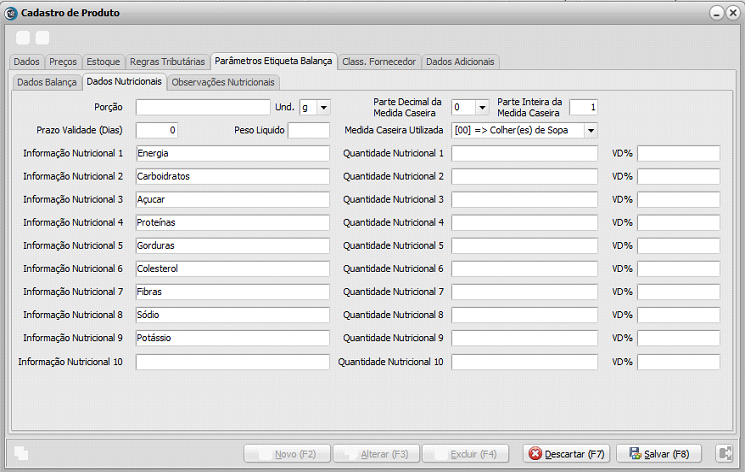 Cadastro de Produto
Dados Preços Estoque Regras Tributárias Parâmetros Etiqueta Balança Class. Fornecedor Dados Adicionais
Dados Balança Dados Nutricionais Observações Nutricionais
Porção Und. g Parte Decimal da Medida Caseira 0 Parte Inteira da Medida Caseira 1
Prazo Validade (Dias) 0 Peso Liquido Medida Caseira Utilizada [00] => Colher(es) de Sopa
Informação Nutricional 1 Energia Quantidade Nutricional 1 VD%
Informação Nutricional 2 Carboidratos Quantidade Nutricional 2 VD%
Informação Nutricional 3 Açucar Quantidade Nutricional 3 VD%
Informação Nutricional 4 Proteínas Quantidade Nutricional 4 VD%
Informação Nutricional 5 Gorduras Quantidade Nutricional 5 VD%
Informação Nutricional 6 Colesterol Quantidade Nutricional 6 VD%
Informação Nutricional 7 Fibras Quantidade Nutricional 7 VD%
Informação Nutricional 8 Sódio Quantidade Nutricional 8 VD%
Informação Nutricional 9 Potássio Quantidade Nutricional 9 VD%
Informação Nutricional 10 Quantidade Nutricional 10 VD%
Novo (F2) Alterar (F3) Excluir (F4) Descartar (F7) Salvar (F8)